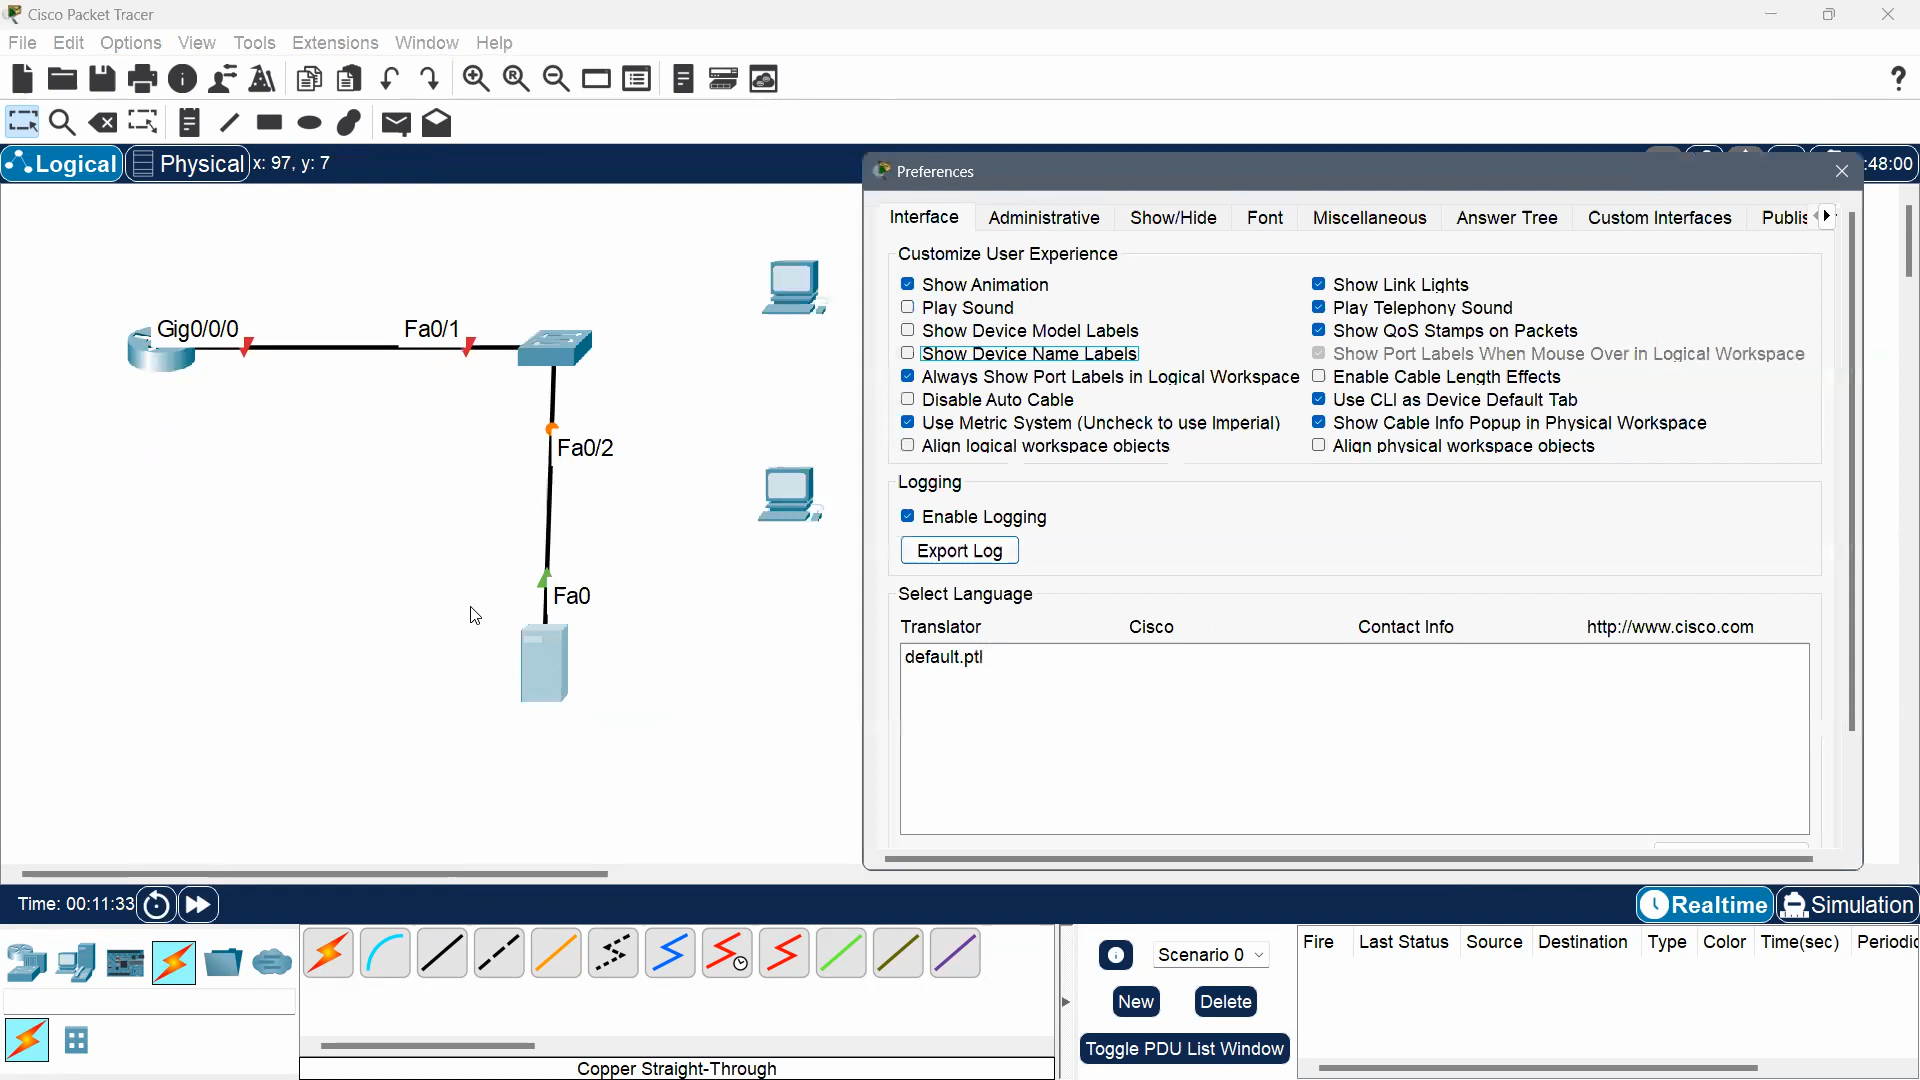 Cisco Packet Tracer
File Edit Options View Tools Extensions Window Help
Logical Physical x: 97, y: 7
:48:00
Preferences
Interface Administrative Show/Hide Font Miscellaneous Answer Tree Custom Interfaces Publis
Customize User Experience
Show Animation Show Link Lights
Play Sound Play Telephony Sound
Show Device Model Labels Show QoS Stamps on Packets
Show Device Name Labels Show Port Labels When Mouse Over in Logical Workspace
Always Show Port Labels in Logical Workspace Enable Cable Length Effects
Disable Auto Cable Use CLI as Device Default Tab
Use Metric System (Uncheck to use Imperial) Show Cable Info Popup in Physical Workspace
Align logical workspace objects Align physical workspace objects
Logging
Enable Logging
Export Log
Select Language
Translator Cisco Contact Info http://www.cisco.com
default.ptl
Gig0/0/0 Fa0/1
Fa0/2
Fa0
Time: 00:11:33
Realtime Simulation
Scenario 0
New Delete
Toggle PDU List Window
Fire Last Status Source Destination Type Color Time(sec) Periodic
Copper Straight-Through